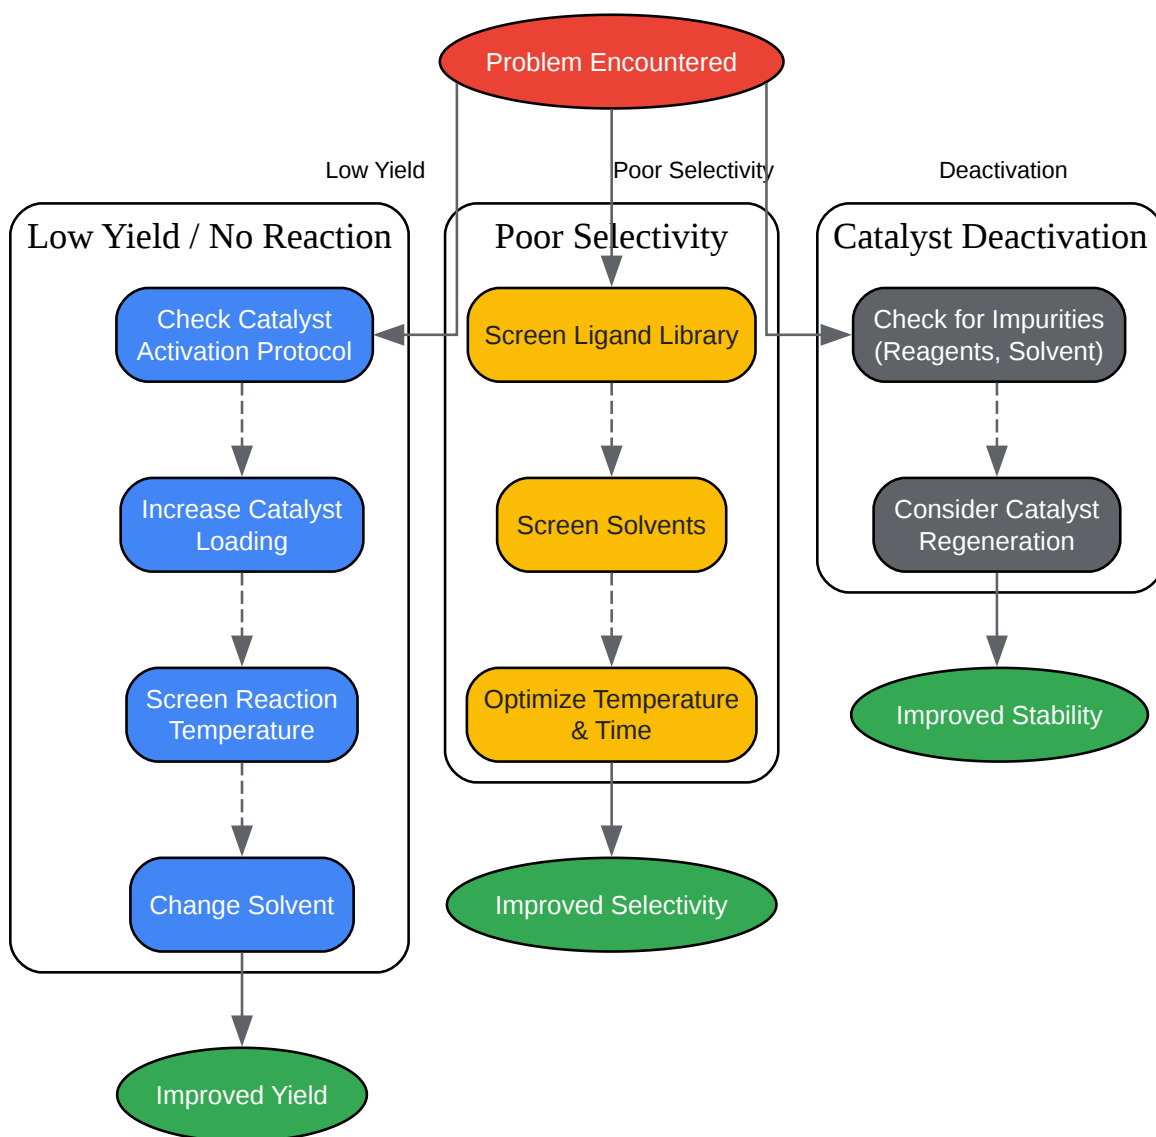 Problem Encountered
Low Yield
Poor Selectivity
Deactivation
Low Yield / No Reaction
Check Catalyst
Activation Protocol
Increase Catalyst
Loading
Screen Reaction
Temperature
Change Solvent
Improved Yield
Poor Selectivity
Screen Ligand Library
Screen Solvents
Optimize Temperature
& Time
Improved Selectivity
Catalyst Deactivation
Check for Impurities
(Reagents, Solvent)
Consider Catalyst
Regeneration
Improved Stability